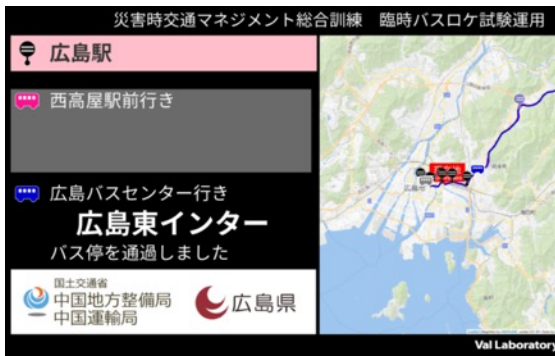 災害時交通マネジメント総合訓練　臨時バスロケ試験運用
広島駅
西高屋駅前行き
広島バスセンター行き
広島東インター
バス停を通過しました
国土交通省
中国地方整備局
中国運輸局
広島県
広島市
Val Laboratory